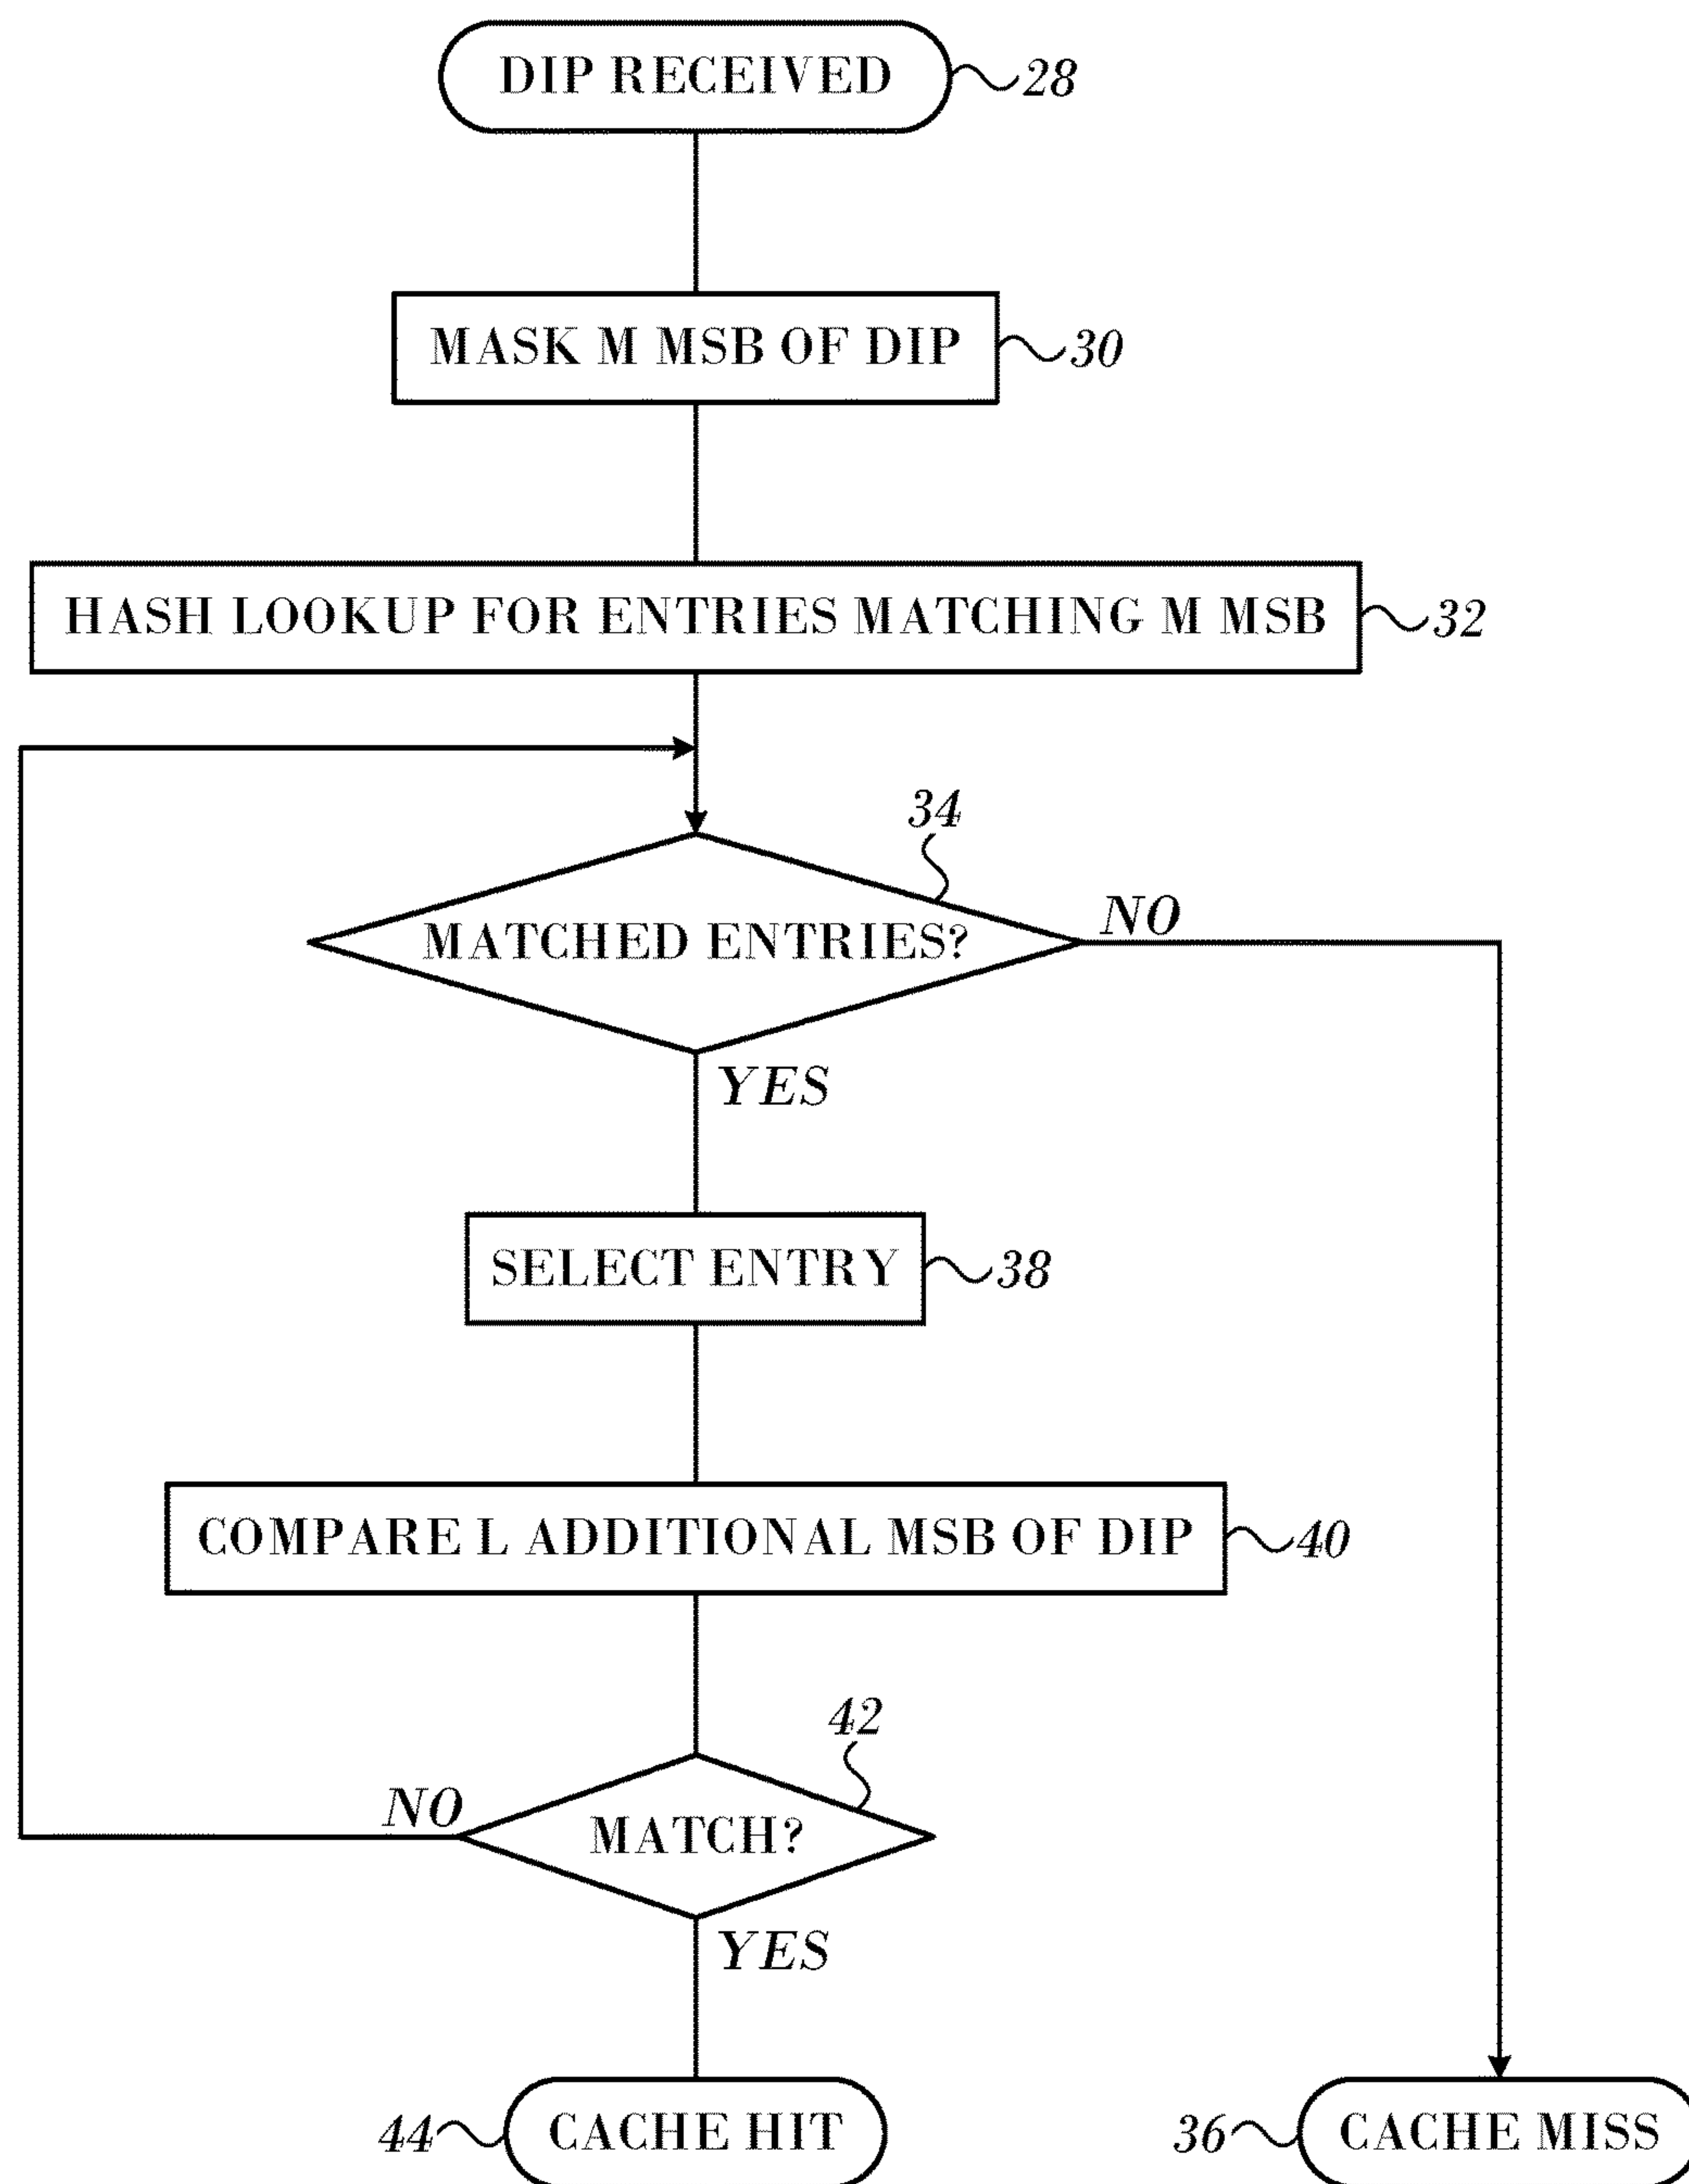 DIP RECEIVED 28
MASK M MSB OF DIP 30
HASH LOOKUP FOR ENTRIES MATCHING M MSB 32
34
MATCHED ENTRIES? NO
YES
SELECT ENTRY 38
COMPARE L ADDITIONAL MSB OF DIP 40
42
NO MATCH?
YES
44 CACHE HIT
36 CACHE MISS